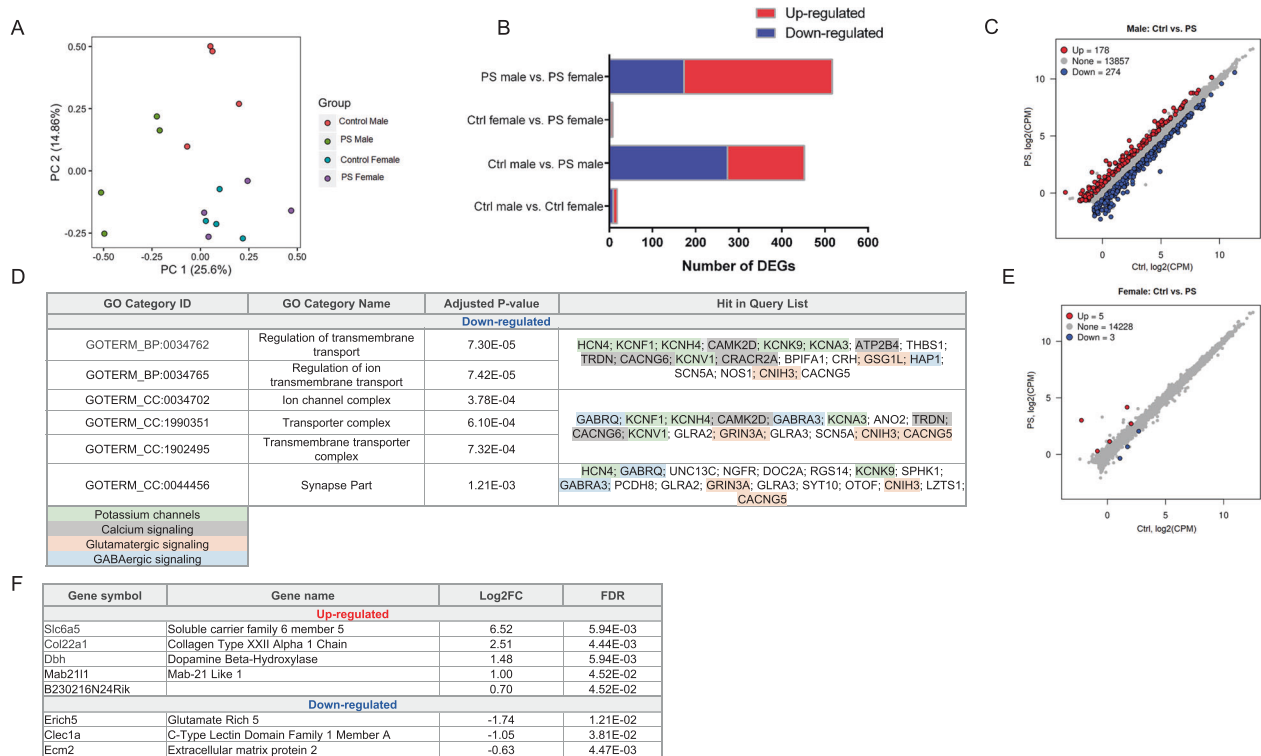 A
0.50
0.25
0.00
-0.25
PC 2 (14.86%)
-0.50
-0.25
0.00
0.25
0.50
PC 1 (25.6%)
Group
Control Male
PS Male
Control Female
PS Female
B
Up-regulated
Down-regulated
PS male vs. PS female
Ctrl female vs. PS female
Ctrl male vs. PS male
Ctrl male vs. Ctrl female
0 100 200 300 400 500 600
Number of DEGs
C
Male: Ctrl vs. PS
Up = 178
None = 13857
Down = 274
10
5
0
PS, log2(CPM)
0 5 10
Ctrl, log2(CPM)
D
GO Category ID GO Category Name Adjusted P-value Hit in Query List
Down-regulated
GOTERM_BP:0034762 Regulation of transmembrane transport 7.30E-05
GOTERM_BP:0034765 Regulation of ion transmembrane transport 7.42E-05
HCN4; KCNF1; KCNH4; CAMK2D; KCNK9; KCNA3; ATP2B4; THBS1;
TRDN; CACNG6; KCNV1; CRACR2A; BPIFA1; CRH; GSG1L; HAP1;
SCN5A; NOS1; CNIH3; CACNG5
GOTERM_CC:0034702 Ion channel complex 3.78E-04
GOTERM_CC:1990351 Transporter complex 6.10E-04
GOTERM_CC:1902495 Transmembrane transporter complex 7.32E-04
GABRQ; KCNF1; KCNH4; CAMK2D; GABRA3; KCNA3; ANO2; TRDN;
CACNG6; KCNV1; GLRA2; GRIN3A; GLRA3; SCN5A; CNIH3; CACNG5
GOTERM_CC:0044456 Synapse Part 1.21E-03
HCN4; GABRQ; UNC13C; NGFR; DOC2A; RGS14; KCNK9; SPHK1;
GABRA3; PCDH8; GLRA2; GRIN3A; GLRA3; SYT10; OTOF; CNIH3; LZTS1;
CACNG5
Potassium channels
Calcium signaling
Glutamatergic signaling
GABAergic signaling
E
Female: Ctrl vs. PS
Up = 5
None = 14228
Down = 3
10
5
0
PS, log2(CPM)
0 5 10
Ctrl, log2(CPM)
F
Gene symbol Gene name Log2FC FDR
Up-regulated
Slc6a5 Soluble carrier family 6 member 5 6.52 5.94E-03
Col22a1 Collagen Type XXII Alpha 1 Chain 2.51 4.44E-03
Dbh Dopamine Beta-Hydroxylase 1.48 5.94E-03
Mab21l1 Mab-21 Like 1 1.00 4.52E-02
B230216N24Rik 0.70 4.52E-02
Down-regulated
Erich5 Glutamate Rich 5 -1.74 1.21E-02
Clec1a C-Type Lectin Domain Family 1 Member A -1.05 3.81E-02
Ecm2 Extracellular matrix protein 2 -0.63 4.47E-03